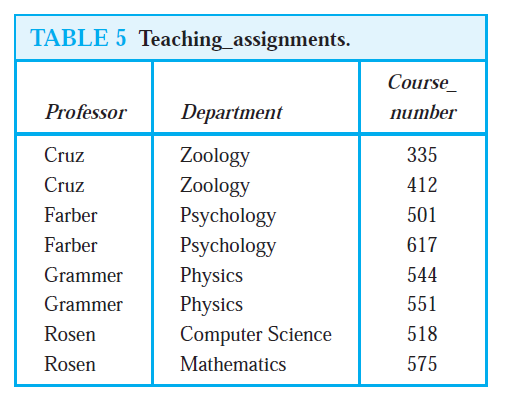 TABLE 5 Teaching_assignments.
Professor Department Course_
number
Cruz Zoology 335
Cruz Zoology 412
Farber Psychology 501
Farber Psychology 617
Grammer Physics 544
Grammer Physics 551
Rosen Computer Science 518
Rosen Mathematics 575